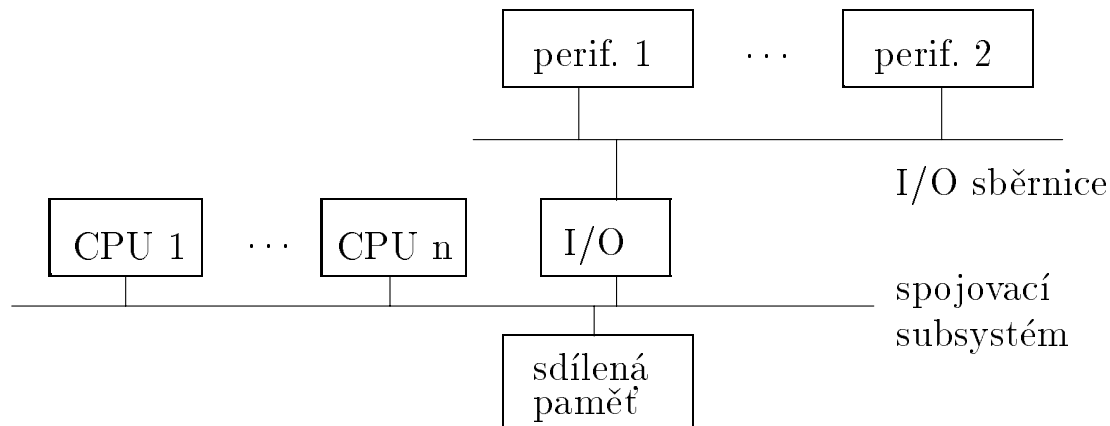 perif. 1 ... perif. 2
I/O sběrnice
CPU 1 ... CPU n I/O
spojovací
subsystém
sdílená
paměť